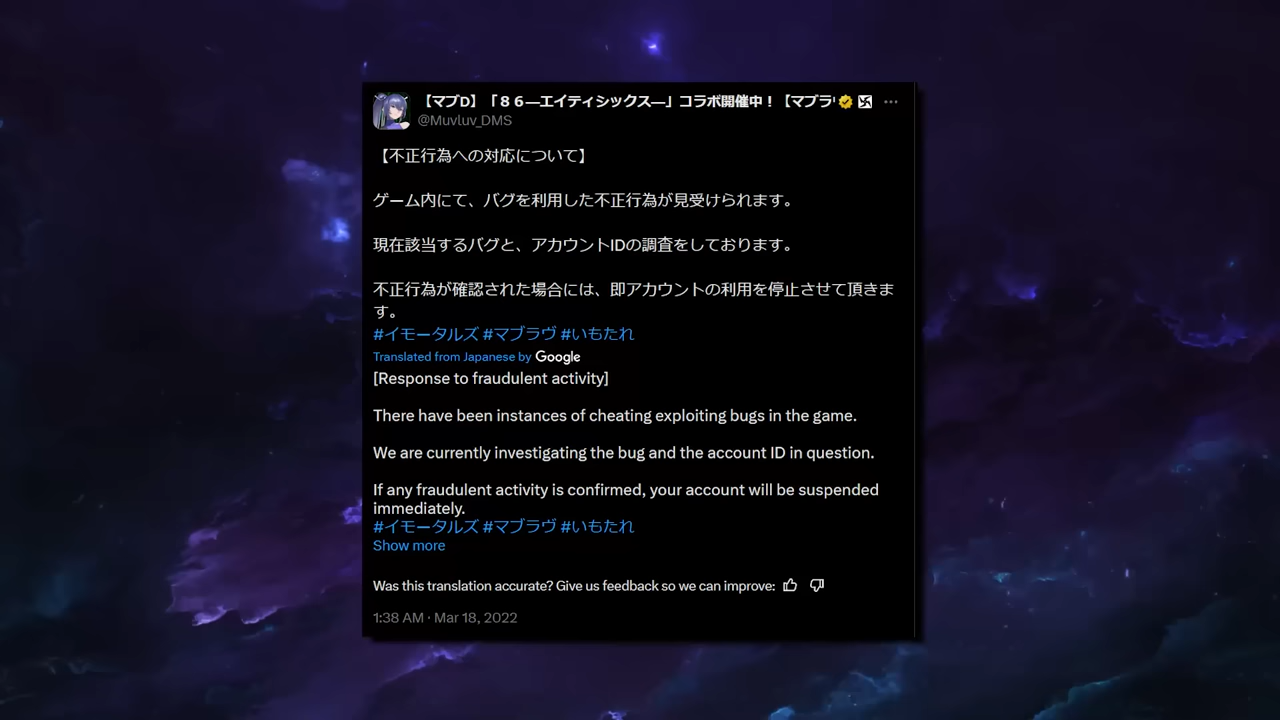 【マブD】「８６―エイティシックス―」コラボ開催中！【マブラヴ
@Muvluv_DMS
【不正行為への対応について】
ゲーム内にて、バグを利用した不正行為が見受けられます。
現在該当するバグと、アカウントIDの調査をしております。
不正行為が確認された場合には、即アカウントの利用を停止させて頂きま
す。
#イモータルズ #マブラヴ #いもたれ
Translated from Japanese by Google
[Response to fraudulent activity]
There have been instances of cheating exploiting bugs in the game.
We are currently investigating the bug and the account ID in question.
If any fraudulent activity is confirmed, your account will be suspended
immediately.
#イモータルズ #マブラヴ #いもたれ
Show more
Was this translation accurate? Give us feedback so we can improve:
1:38 AM · Mar 18, 2022